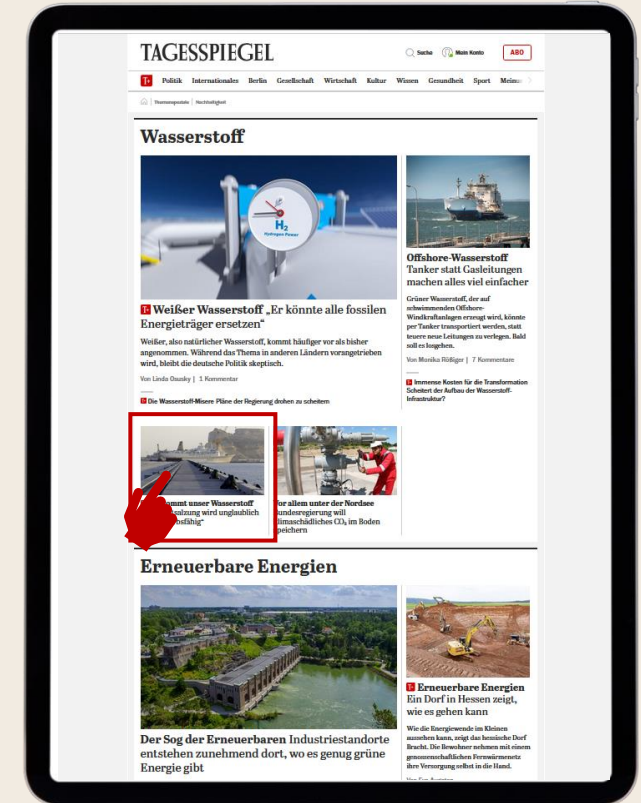 TAGESSPIEGEL
Suche
Mein Konto
ABO
T+ Politik Internationales Berlin Gesellschaft Wirtschaft Kultur Wissen Gesundheit Sport
Themenspeziale | Nachhaltigkeit
Wasserstoff
H₂
Hydrogen Power
T+ Weißer Wasserstoff „Er könnte alle fossilen
Energieträger ersetzen“
Weißer, also natürlicher Wasserstoff, kommt häufiger vor als bisher
angenommen. Während das Thema in anderen Ländern vorangetrieben
wird, bleibt die deutsche Politik skeptisch.
Von Linda Osusky | 1 Kommentar
T+ Die Wasserstoff-Misere Pläne der Regierung drohen zu scheitern
Offshore-Wasserstoff
Tanker statt Gasleitungen
machen alles viel einfacher
Grüner Wasserstoff, der auf
schwimmenden Offshore-
Windkraftanlagen erzeugt wird, könnte
per Tanker transportiert werden, statt
teuere neue Leitungen zu verlegen. Bald
soll es losgehen.
Von Monika Rößiger | 7 Kommentare
T+ Immense Kosten für die Transformation
Scheitert der Aufbau der Wasserstoff-
Infrastruktur?
unser Wasserstoff
wird unglaublich
Vor allem unter der Nordsee
Bundesregierung will
klimaschädliches CO₂ im Boden
speichern
Erneuerbare Energien
Der Sog der Erneuerbaren Industriestandorte
entstehen zunehmend dort, wo es genug grüne
Energie gibt
T+ Erneuerbare Energien
Ein Dorf in Hessen zeigt,
wie es gehen kann
Wie die Energiewende im Kleinen
aussehen kann, zeigt das hessische Dorf
Bracht. Die Bewohner nehmen mit einem
genossenschaftlichen Fernwärmenetz
ihre Versorgung selbst in die Hand.